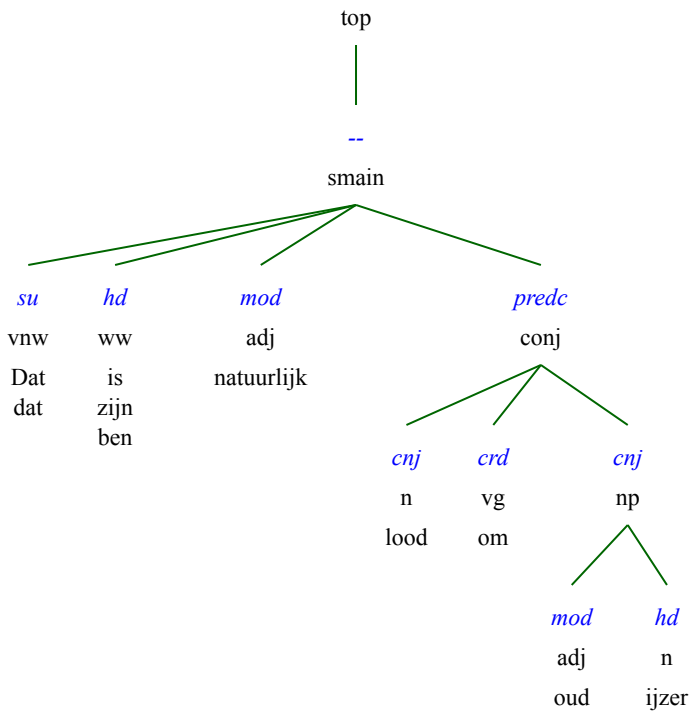 top
--
smain
su hd mod predc
vnw ww adj conj
Dat is natuurlijk
dat zijn
ben
cnj crd cnj
n vg np
lood om
mod hd
adj n
oud ijzer